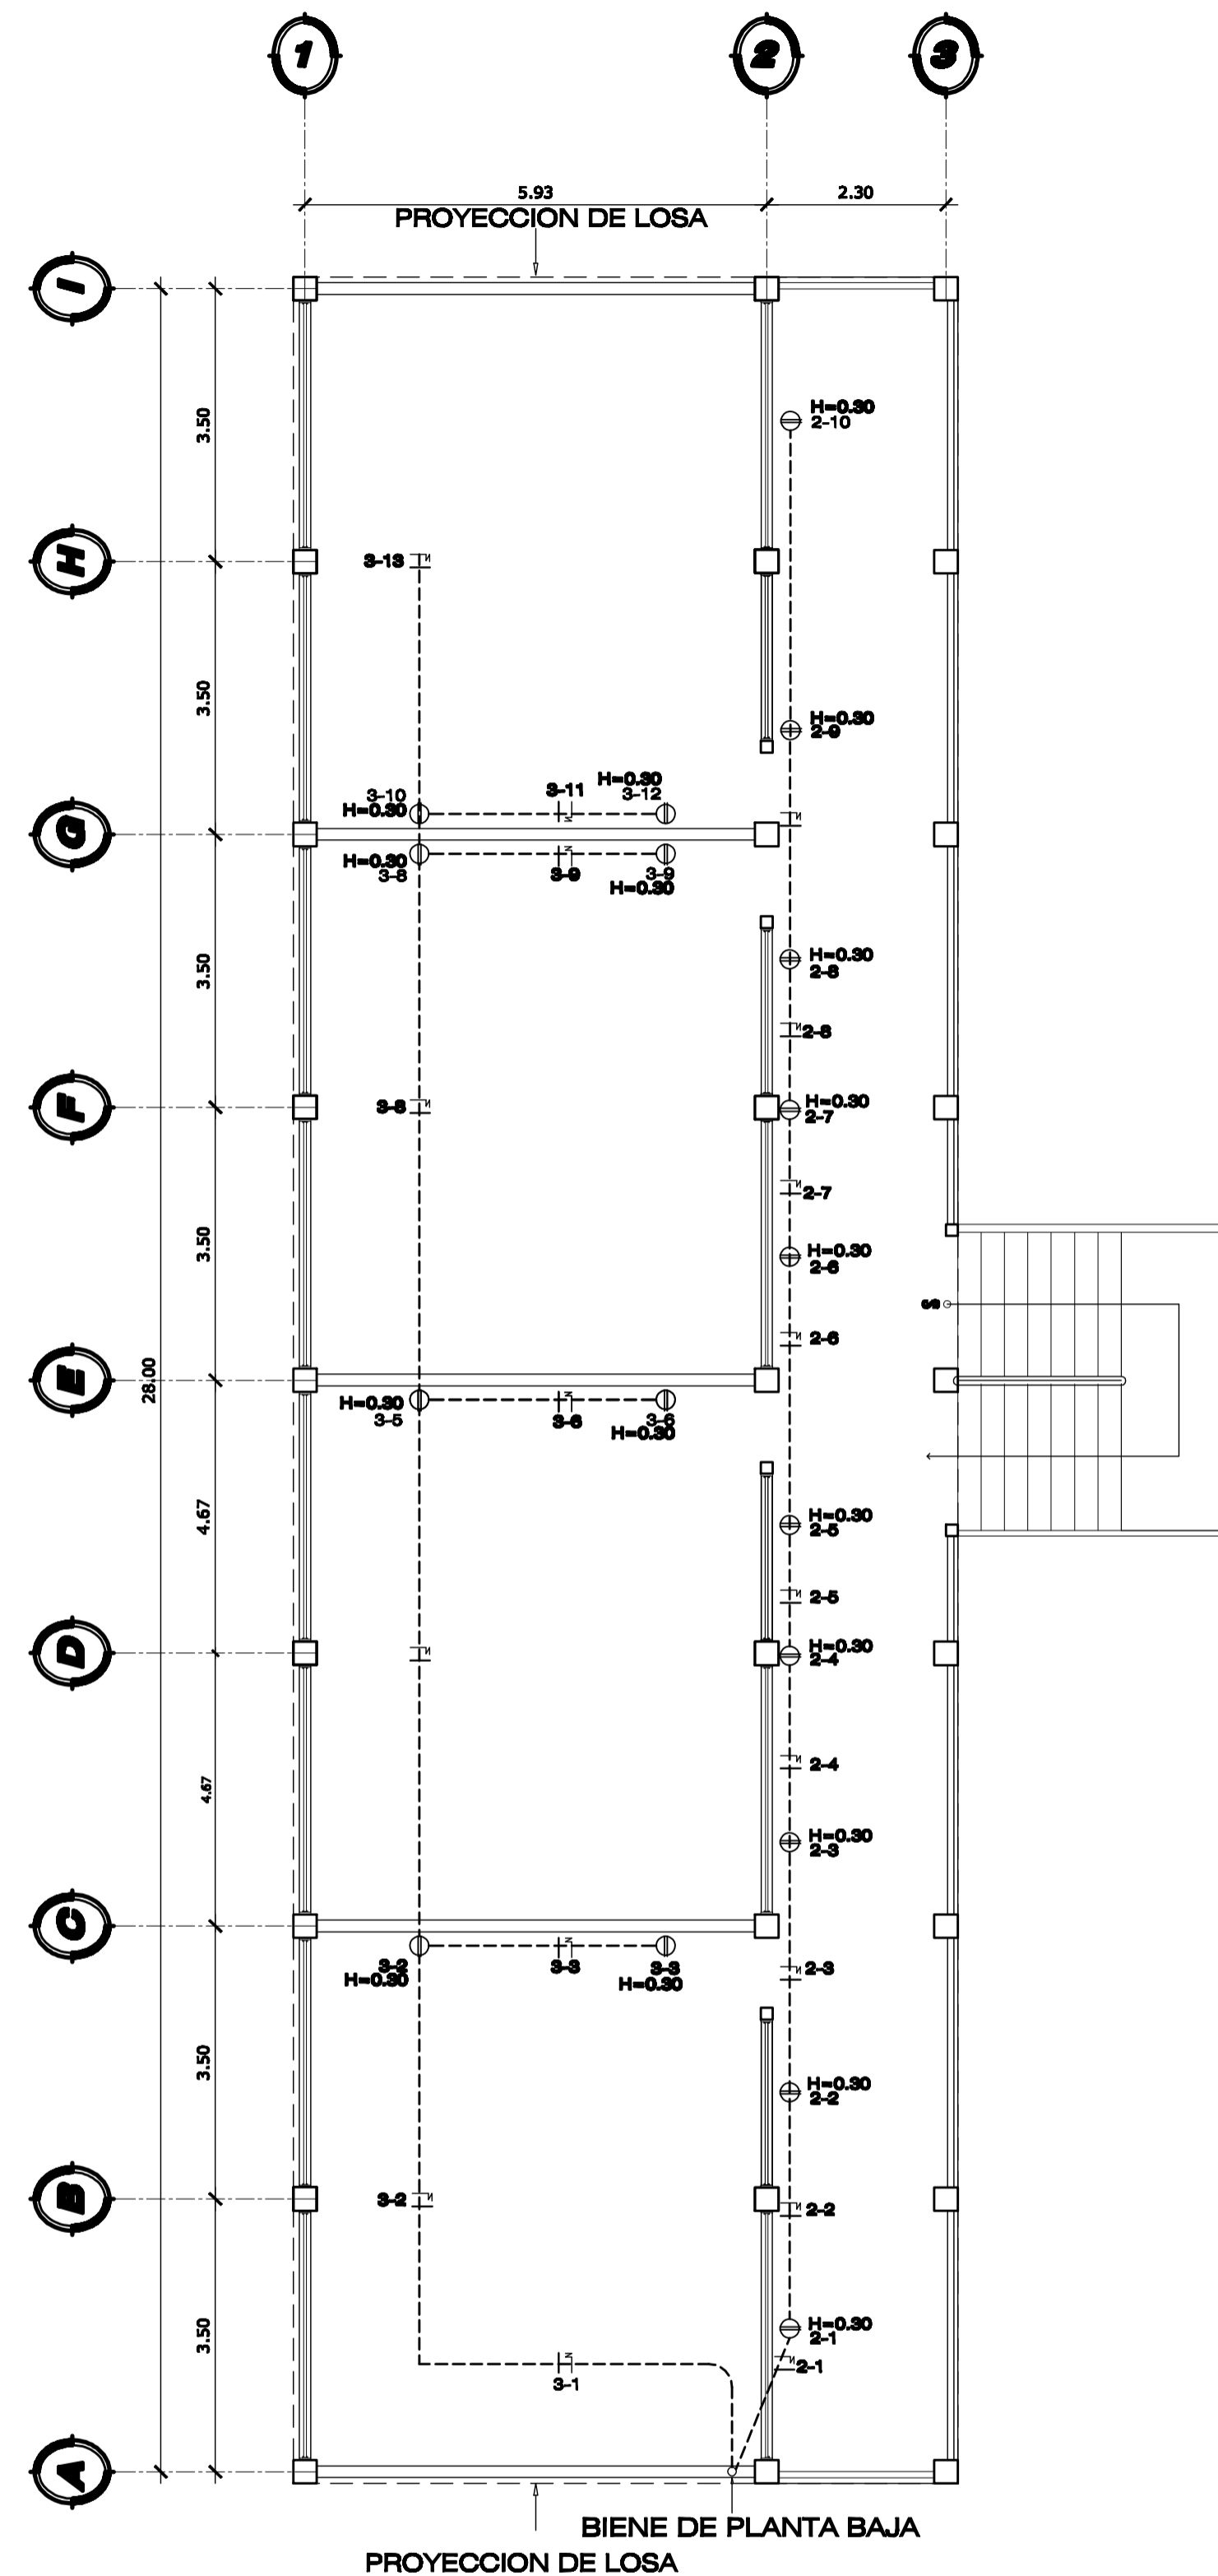 1
2
3
5.93
2.30
PROYECCION DE LOSA
I
H=0.30
2-10
3.50
H
3-13
3.50
H=0.30
2-9
H=0.30
3-10
3-11
3-12
H=0.30
G
H=0.30
3-8
3-9
3-9
H=0.30
3.50
H=0.30
2-8
2-8
F
3-8
H=0.30
2-7
2-7
3.50
H=0.30
2-6
2-6
E
28.00
H=0.30
3-5
3-6
3-6
H=0.30
4.67
H=0.30
2-5
2-5
D
H=0.30
2-4
4.67
2-4
H=0.30
2-3
C
3-2
H=0.30
3-3
3-3
H=0.30
2-3
3.50
H=0.30
2-2
B
3-2
2-2
3.50
H=0.30
2-1
2-1
3-1
A
BIENE DE PLANTA BAJA
PROYECCION DE LOSA